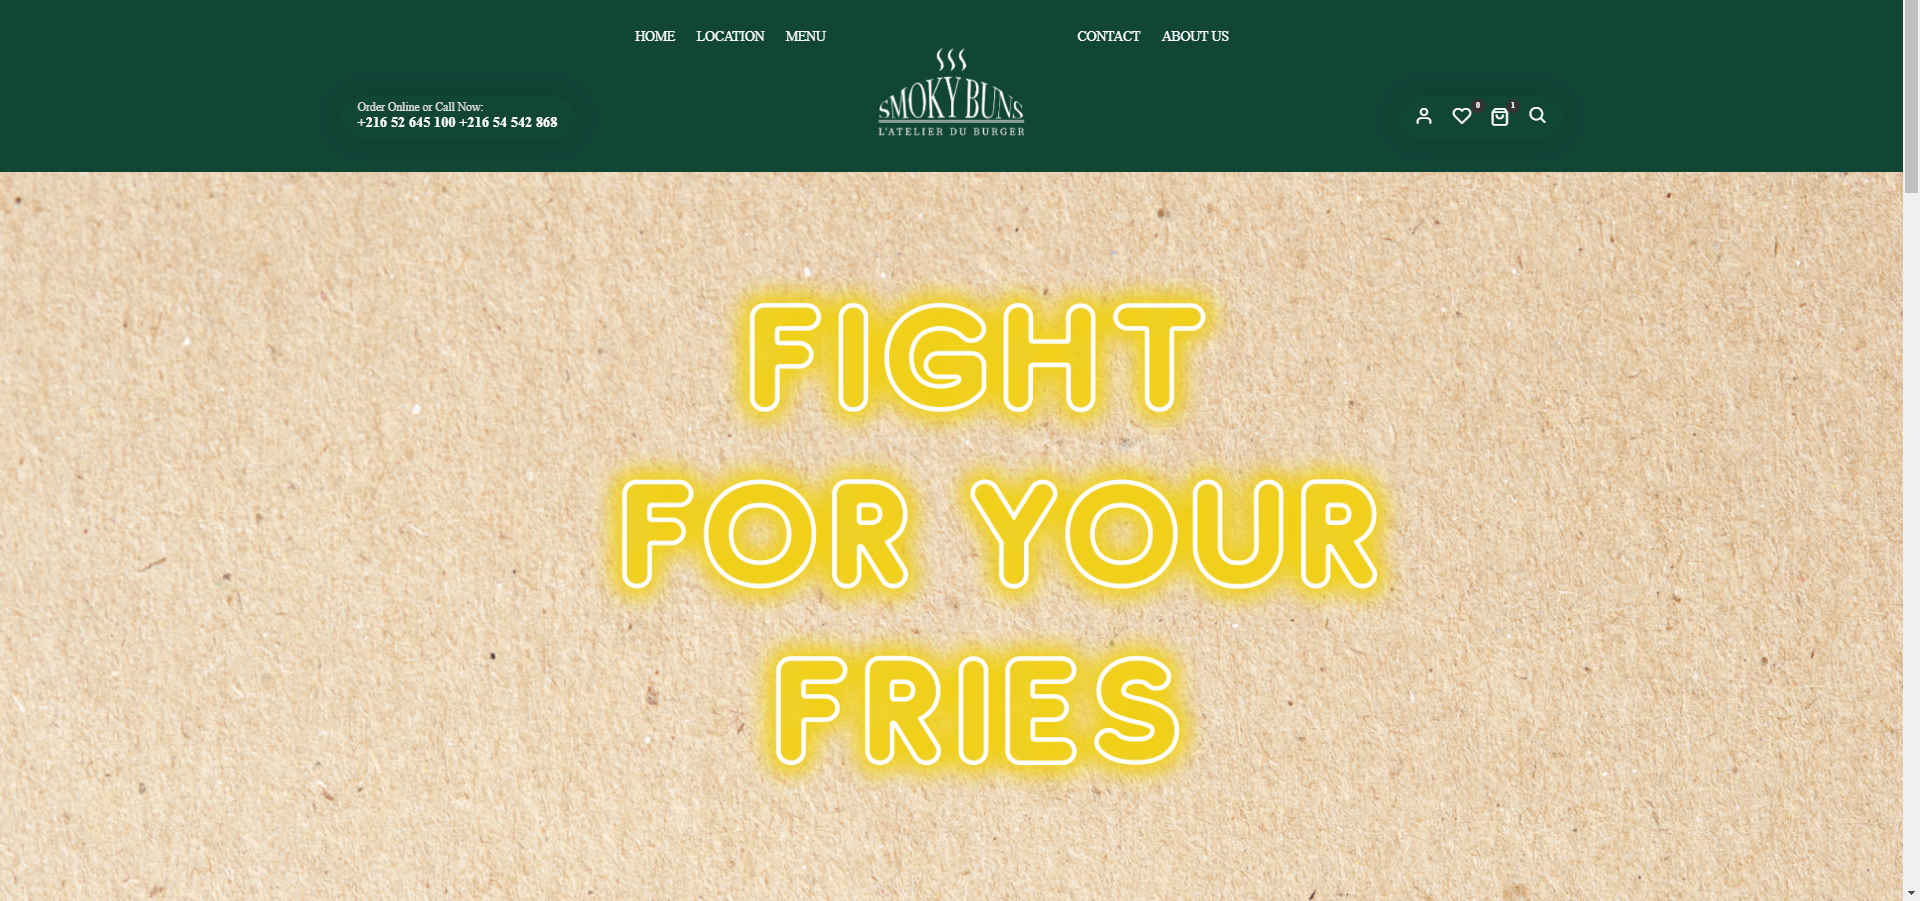 HOME LOCATION MENU CONTACT ABOUT US
SMOKY BUNS
L'ATELIER DU BURGER
Order Online or Call Now:
+216 52 645 100 +216 54 542 868
0 1
FIGHT
FOR YOUR
FRIES